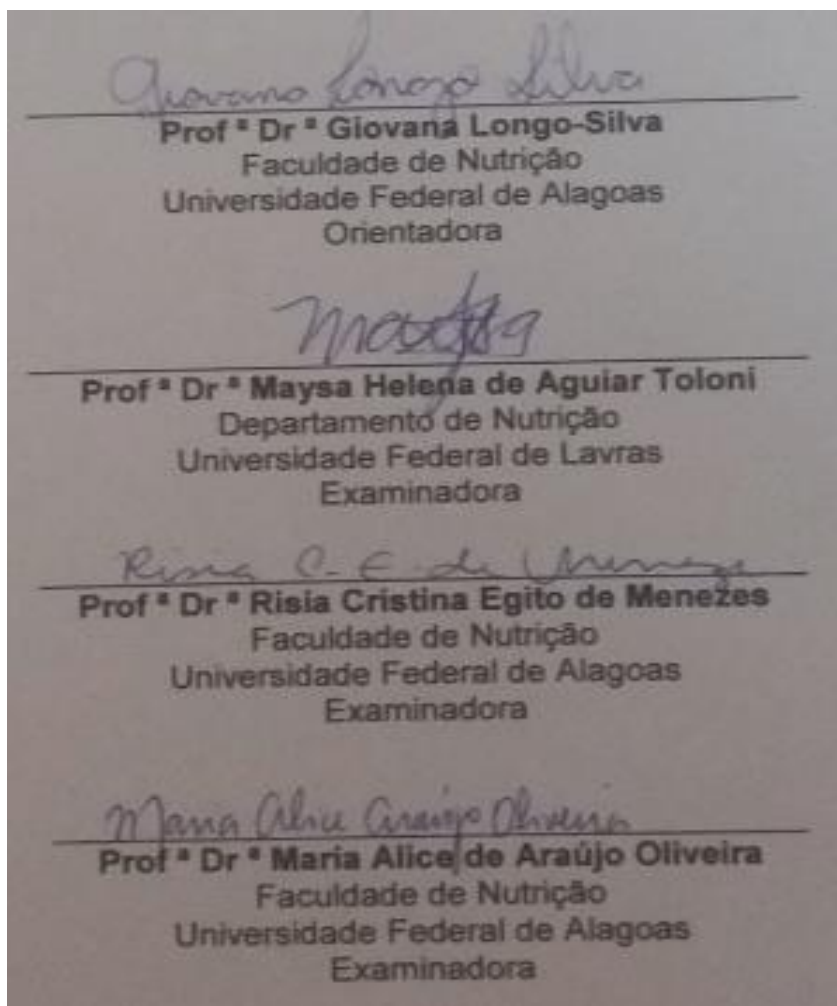 Giovana Longo Silva
Prof ª Dr ª Giovana Longo-Silva
Faculdade de Nutrição
Universidade Federal de Alagoas
Orientadora
Prof ª Dr ª Maysa Helena de Aguiar Toloni
Departamento de Nutrição
Universidade Federal de Lavras
Examinadora
Risia C. E. de Menezes
Prof ª Dr ª Risia Cristina Egito de Menezes
Faculdade de Nutrição
Universidade Federal de Alagoas
Examinadora
Maria Alice Araújo Oliveira
Prof ª Dr ª Maria Alice de Araújo Oliveira
Faculdade de Nutrição
Universidade Federal de Alagoas
Examinadora